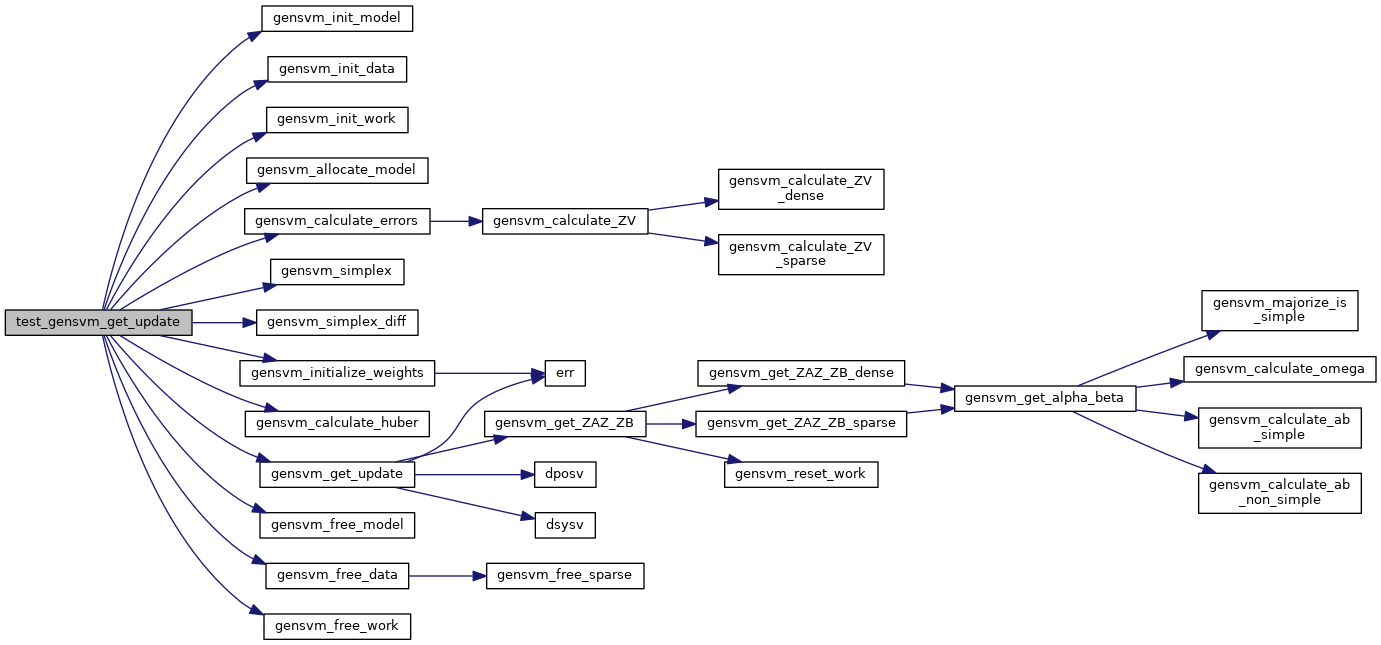 test_gensvm_get_update
gensvm_init_model
gensvm_init_data
gensvm_init_work
gensvm_allocate_model
gensvm_calculate_errors
gensvm_simplex
gensvm_simplex_diff
gensvm_initialize_weights
gensvm_calculate_huber
gensvm_get_update
gensvm_free_model
gensvm_free_data
gensvm_free_work
gensvm_calculate_ZV
err
gensvm_get_ZAZ_ZB
dposv
dsysv
gensvm_free_sparse
gensvm_calculate_ZV
_dense
gensvm_calculate_ZV
_sparse
gensvm_get_ZAZ_ZB_dense
gensvm_get_ZAZ_ZB_sparse
gensvm_reset_work
gensvm_get_alpha_beta
gensvm_majorize_is
_simple
gensvm_calculate_omega
gensvm_calculate_ab
_simple
gensvm_calculate_ab
_non_simple